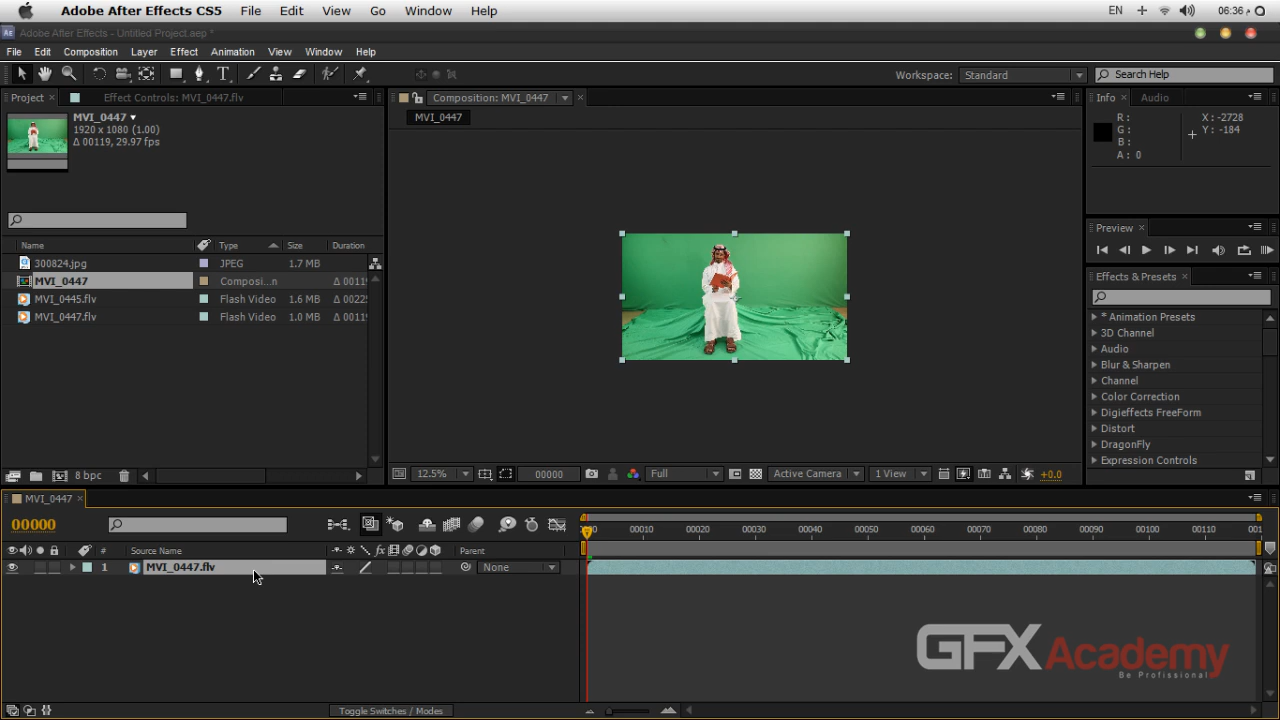 Adobe After Effects CS5 File Edit View Go Window Help EN 06:36 م
Adobe After Effects - Untitled Project.aep *
File Edit Composition Layer Effect Animation View Window Help
Workspace: Standard Search Help
Project Effect Controls: MVI_0447.flv
Composition: MVI_0447
Info Audio
MVI_0447
1920 x 1080 (1.00)
Δ 00119, 29.97 fps
MVI_0447
R :
G :
B :
A : 0
X : -2728
Y : -184
Preview
Name Type Size Duration
300824.jpg JPEG 1.7 MB
MVI_0447 Composi...n Δ 00119
MVI_0445.flv Flash Video 1.6 MB Δ 00225
MVI_0447.flv Flash Video 1.0 MB Δ 00119
Effects & Presets
* Animation Presets
3D Channel
Audio
Blur & Sharpen
Channel
Color Correction
Digieffects FreeForm
Distort
DragonFly
Expression Controls
8 bpc
12.5% 00000 Full Active Camera 1 View +0.0
MVI_0447
00000
00010 00020 00030 00040 00050 00060 00070 00080 00090 00100 00110
Source Name fx Parent
1 MVI_0447.flv None
GFX Academy
Be Profissional
Toggle Switches / Modes